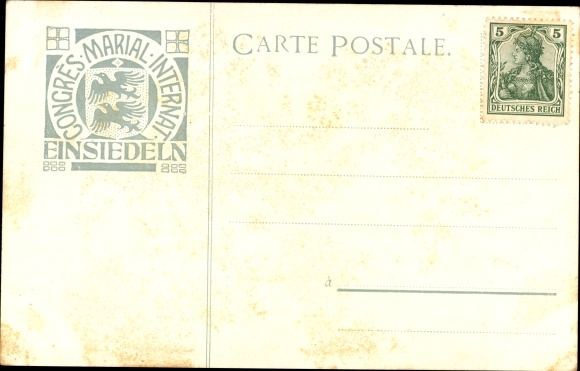 CONGRÈS · MARIAL · INTERNAT.
EINSIEDELN
CARTE POSTALE.
5 5
DEUTSCHES REICH
à